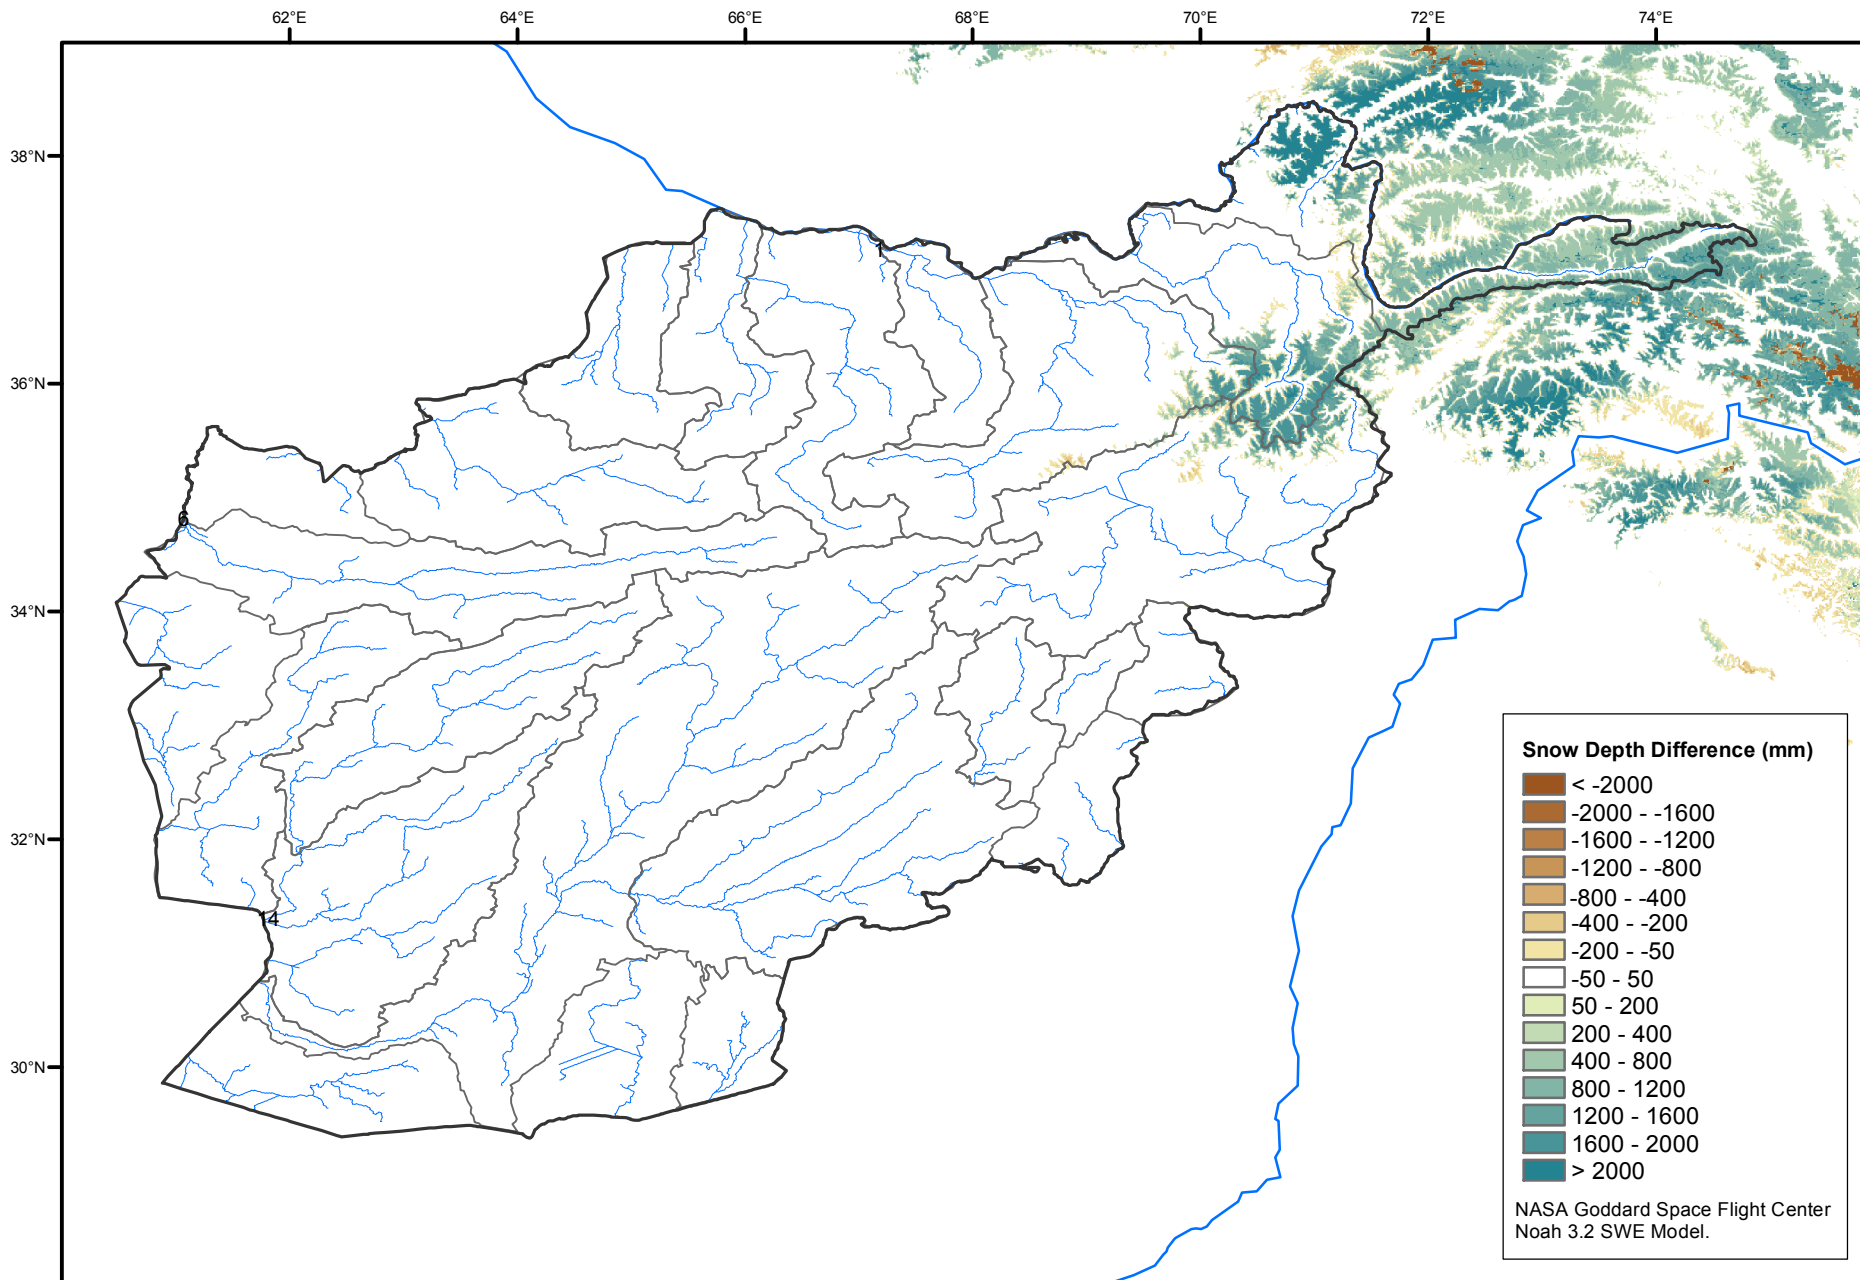 62°E 64°E 66°E 68°E 70°E 72°E 74°E
38°N
1
36°N
6
34°N
32°N
14
30°N
Snow Depth Difference (mm)
< -2000
-2000 - -1600
-1600 - -1200
-1200 - -800
-800 - -400
-400 - -200
-200 - -50
-50 - 50
50 - 200
200 - 400
400 - 800
800 - 1200
1200 - 1600
1600 - 2000
> 2000
NASA Goddard Space Flight Center
Noah 3.2 SWE Model.